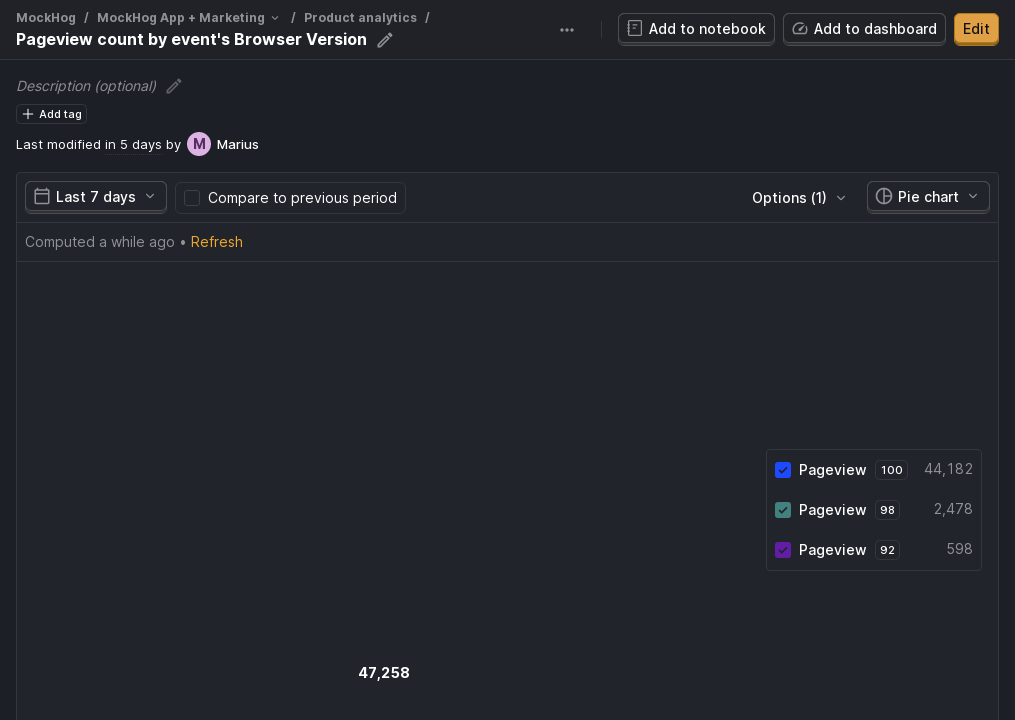 MockHog / MockHog App + Marketing / Product analytics /
Pageview count by event's Browser Version
Add to notebook
Add to dashboard
Edit
Description (optional)
Add tag
Last modified in 5 days by M Marius
Last 7 days
Compare to previous period
Options (1)
Pie chart
Computed a while ago • Refresh
Pageview 100 44,182
Pageview 98 2,478
Pageview 92 598
47,258